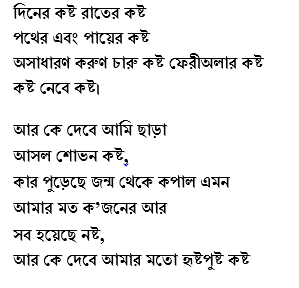 দিনের কষ্ট রাতের কষ্ট
পথের এবং পায়ের কষ্ট
অসাধারণ করুণ চারু কষ্ট ফেরীঅলার কষ্ট
কষ্ট নেবে কষ্ট।
আর কে দেবে আমি ছাড়া
আসল শোভন কষ্ট,
কার পুড়েছে জন্ম থেকে কপাল এমন
আমার মত ক’জনের আর
সব হয়েছে নষ্ট,
আর কে দেবে আমার মতো হৃষ্টপুষ্ট কষ্ট